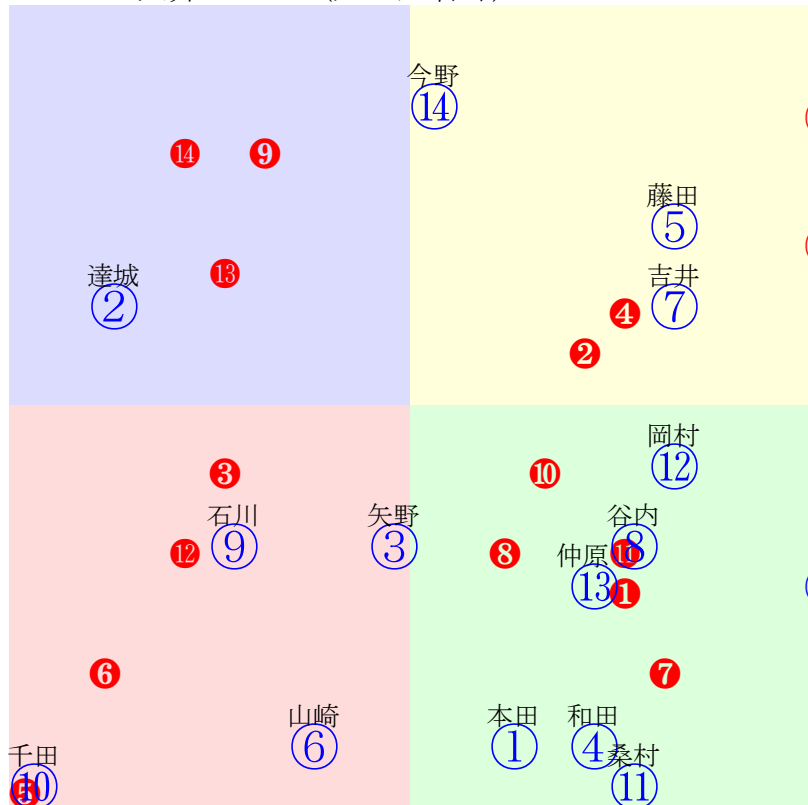 今野
⑭
⓮ ❾
藤田
⑤
達城
②
⓭
吉井
⑦
❹
❷
岡村
⑫
❸
❿
石川
⑨
矢野
③
谷内
⑧
⓬
❽
仲原
⑬
❶
❻
❼
山崎
⑥
本田
①
和田
④
千田
⑩
❺
桑村
⑪